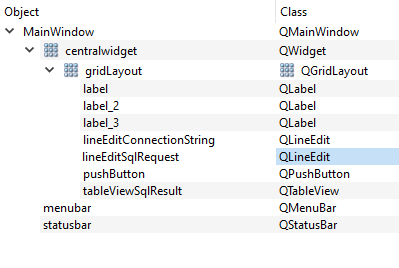 Object Class
MainWindow QMainWindow
centralwidget QWidget
gridLayout QGridLayout
label QLabel
label_2 QLabel
label_3 QLabel
lineEditConnectionString QLineEdit
lineEditSqlRequest QLineEdit
pushButton QPushButton
tableViewSqlResult QTableView
menubar QMenuBar
statusbar QStatusBar